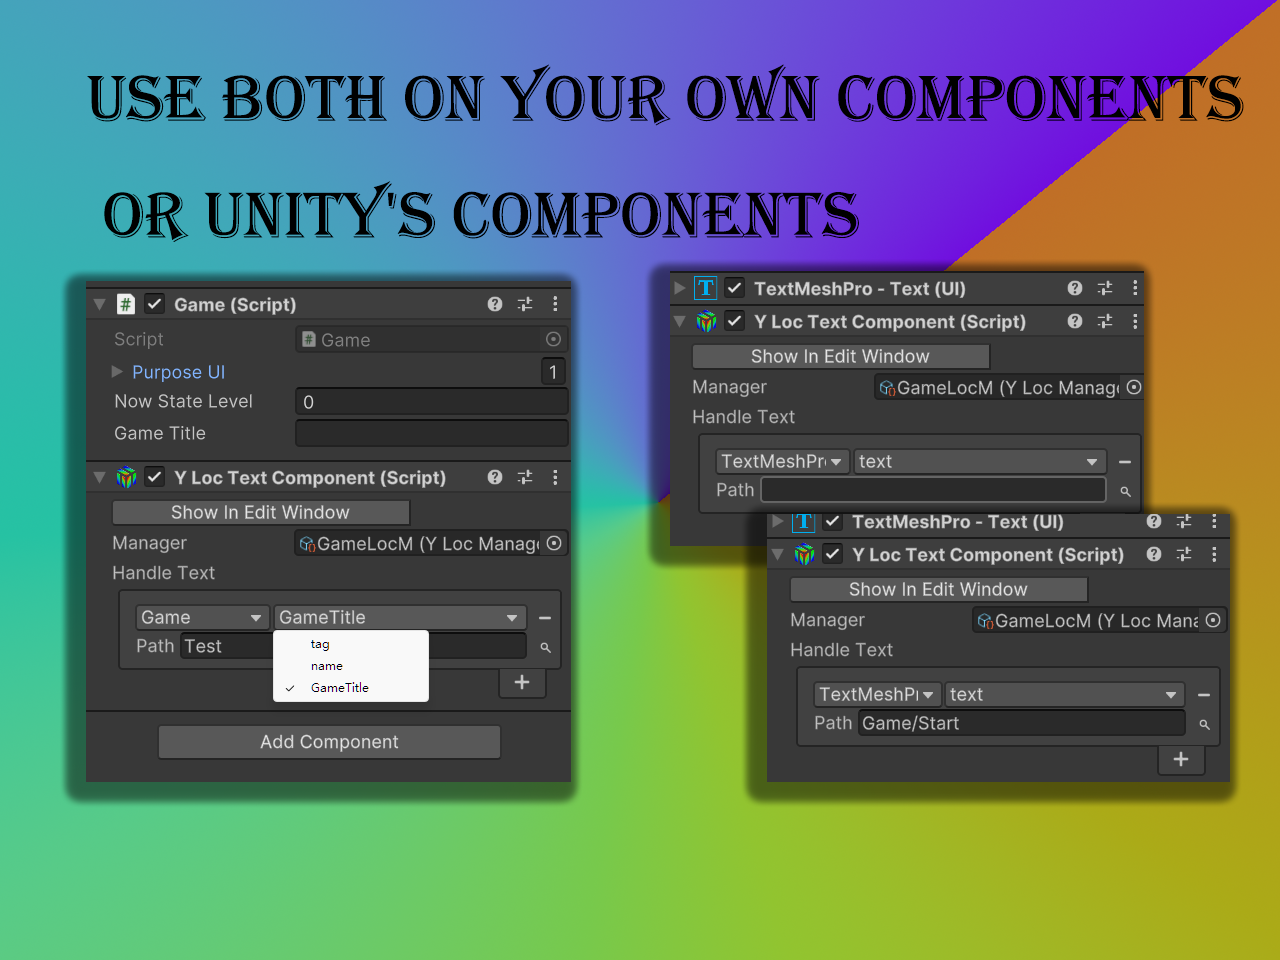 USE BOTH ON YOUR OWN COMPONENTS
OR UNITY'S COMPONENTS
Game (Script)
Script Game
Purpose UI 1
Now State Level 0
Game Title
Y Loc Text Component (Script)
Show In Edit Window
Manager GameLocM (Y Loc Manag
Handle Text
Game GameTitle
Path Test
tag
name
GameTitle
Add Component
TextMeshPro - Text (UI)
Y Loc Text Component (Script)
Show In Edit Window
Manager GameLocM (Y Loc Manag
Handle Text
TextMeshPr text
Path
TextMeshPro - Text (UI)
Y Loc Text Component (Script)
Show In Edit Window
Manager GameLocM (Y Loc Mana
Handle Text
TextMeshP text
Path Game/Start